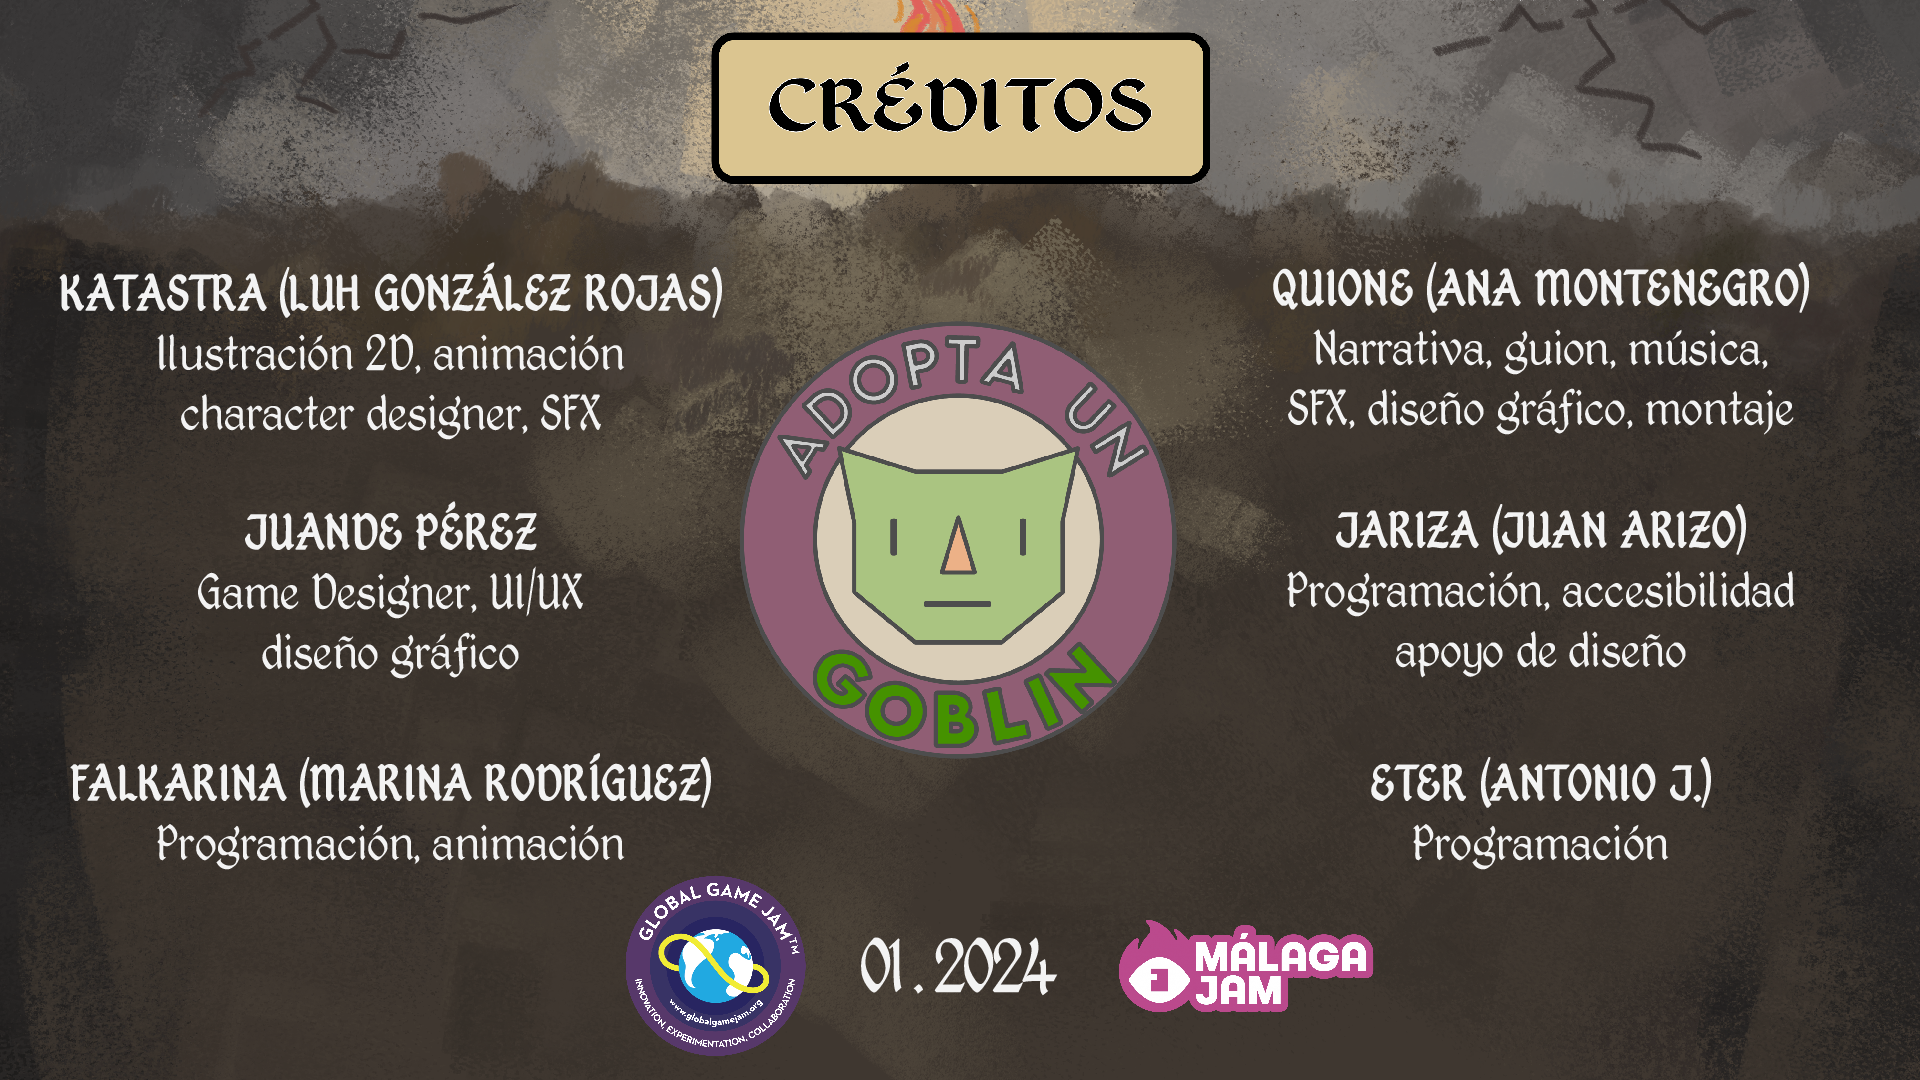 CRÉDITOS
KATASTRA (LUH GONZÁLEZ ROJAS)
Ilustración 2D, animación
character designer, SFX
JUANDE PÉREZ
Game Designer, UI/UX
diseño gráfico
FALKARINA (MARINA RODRÍGUEZ)
Programación, animación
ADOPTA UN
GOBLIN
QUIONE (ANA MONTENEGRO)
Narrativa, guion, música,
SFX, diseño gráfico, montaje
JARIZA (JUAN ARIZO)
Programación, accesibilidad
apoyo de diseño
ETER (ANTONIO J.)
Programación
GLOBAL GAME JAM™
www.globalgamejam.org
INNOVATION, EXPERIMENTATION, COLLABORATION
01.2024
MÁLAGA
JAM